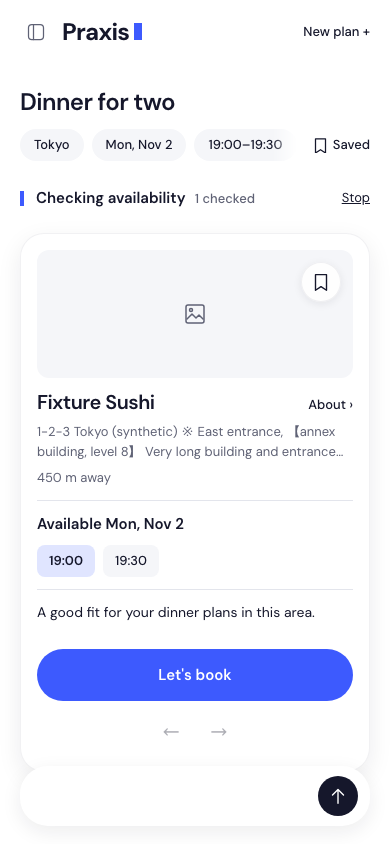 Praxis
New plan +
Dinner for two
Tokyo
Mon, Nov 2
19:00–19:30
Saved
Checking availability 1 checked
Stop
Fixture Sushi
About ›
1-2-3 Tokyo (synthetic) ※ East entrance, 【annex
building, level 8】 Very long building and entrance…
450 m away
Available Mon, Nov 2
19:00
19:30
A good fit for your dinner plans in this area.
Let's book
← →